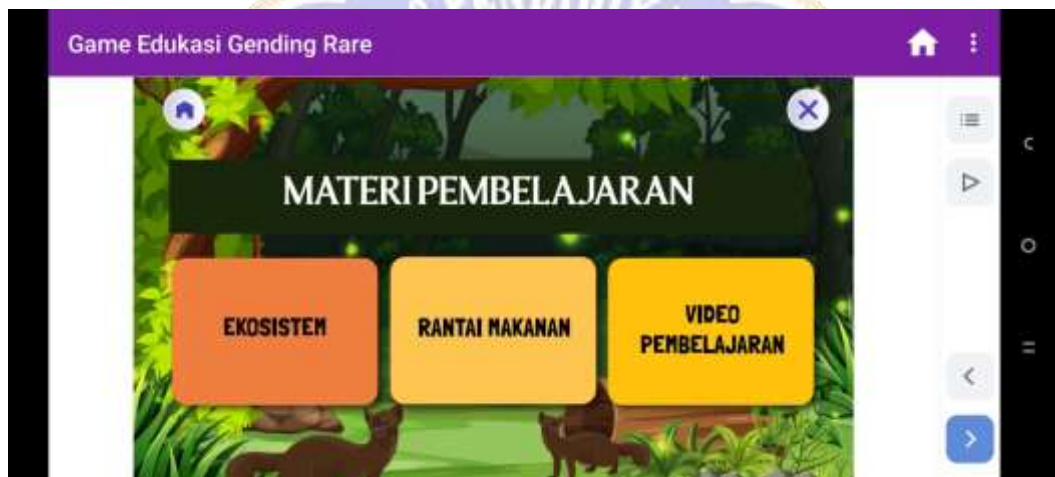 Game Edukasi Gending Rare
MATERI PEMBELAJARAN
EKOSISTEM
RANTAI MAKANAN
VIDEO
PEMBELAJARAN